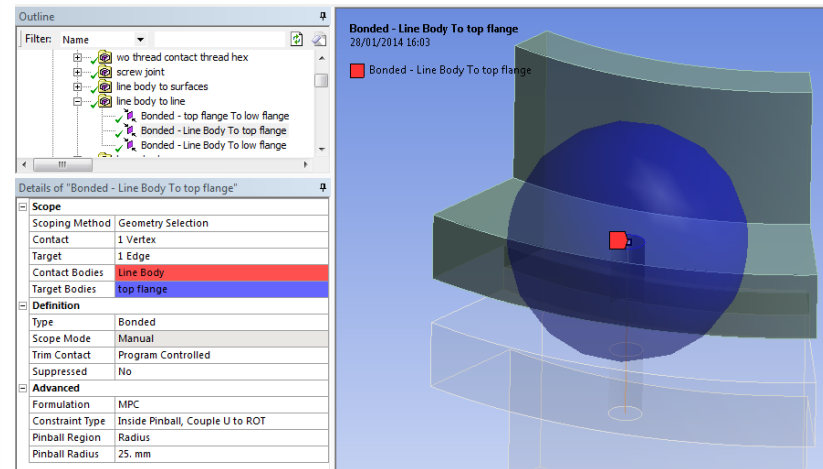 Outline
Filter: Name
wo thread contact thread hex
screw joint
line body to surfaces
line body to line
Bonded - top flange To low flange
Bonded - Line Body To top flange
Bonded - Line Body To low flange
Details of "Bonded - Line Body To top flange"
Scope
Scoping Method Geometry Selection
Contact 1 Vertex
Target 1 Edge
Contact Bodies Line Body
Target Bodies top flange
Definition
Type Bonded
Scope Mode Manual
Trim Contact Program Controlled
Suppressed No
Advanced
Formulation MPC
Constraint Type Inside Pinball, Couple U to ROT
Pinball Region Radius
Pinball Radius 25. mm
Bonded - Line Body To top flange
28/01/2014 16:03
Bonded - Line Body To top flange